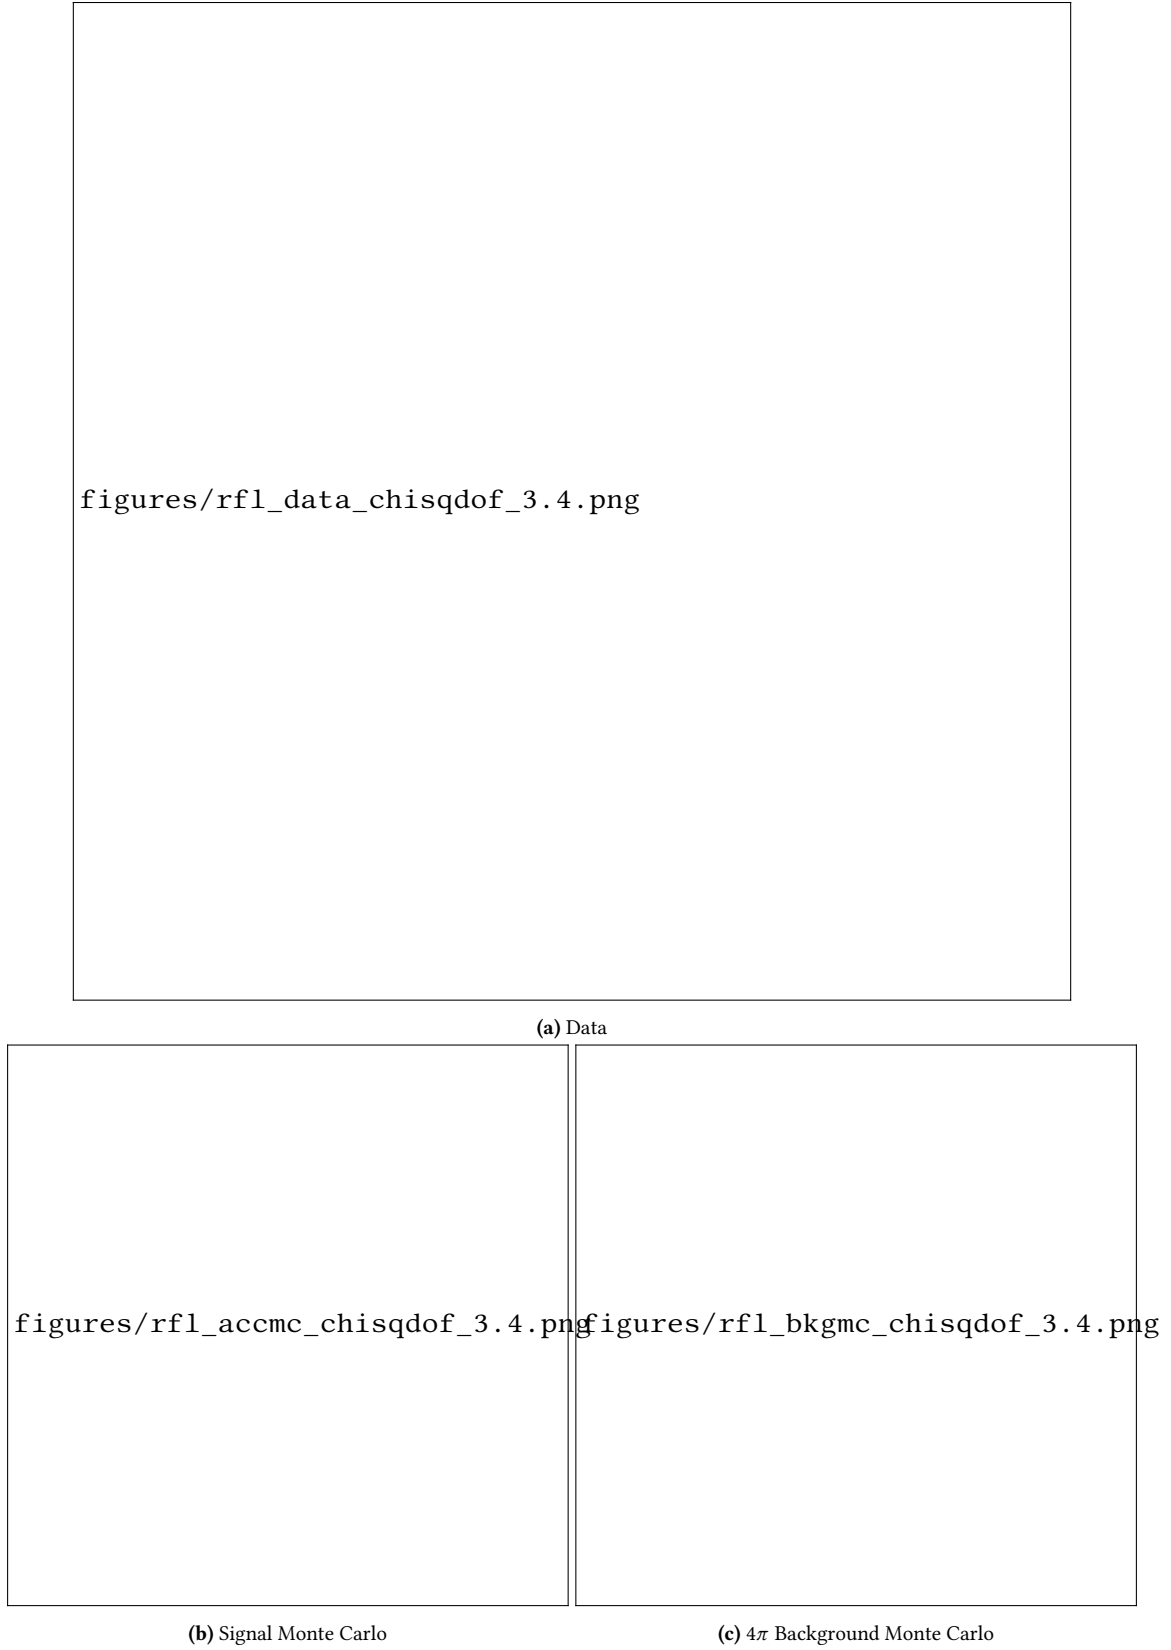 figures/rfl_data_chisqdof_3.4.png
(a) Data
figures/rfl_accmc_chisqdof_3.4.png
figures/rfl_bkgmc_chisqdof_3.4.png
(b) Signal Monte Carlo
(c) 4π Background Monte Carlo